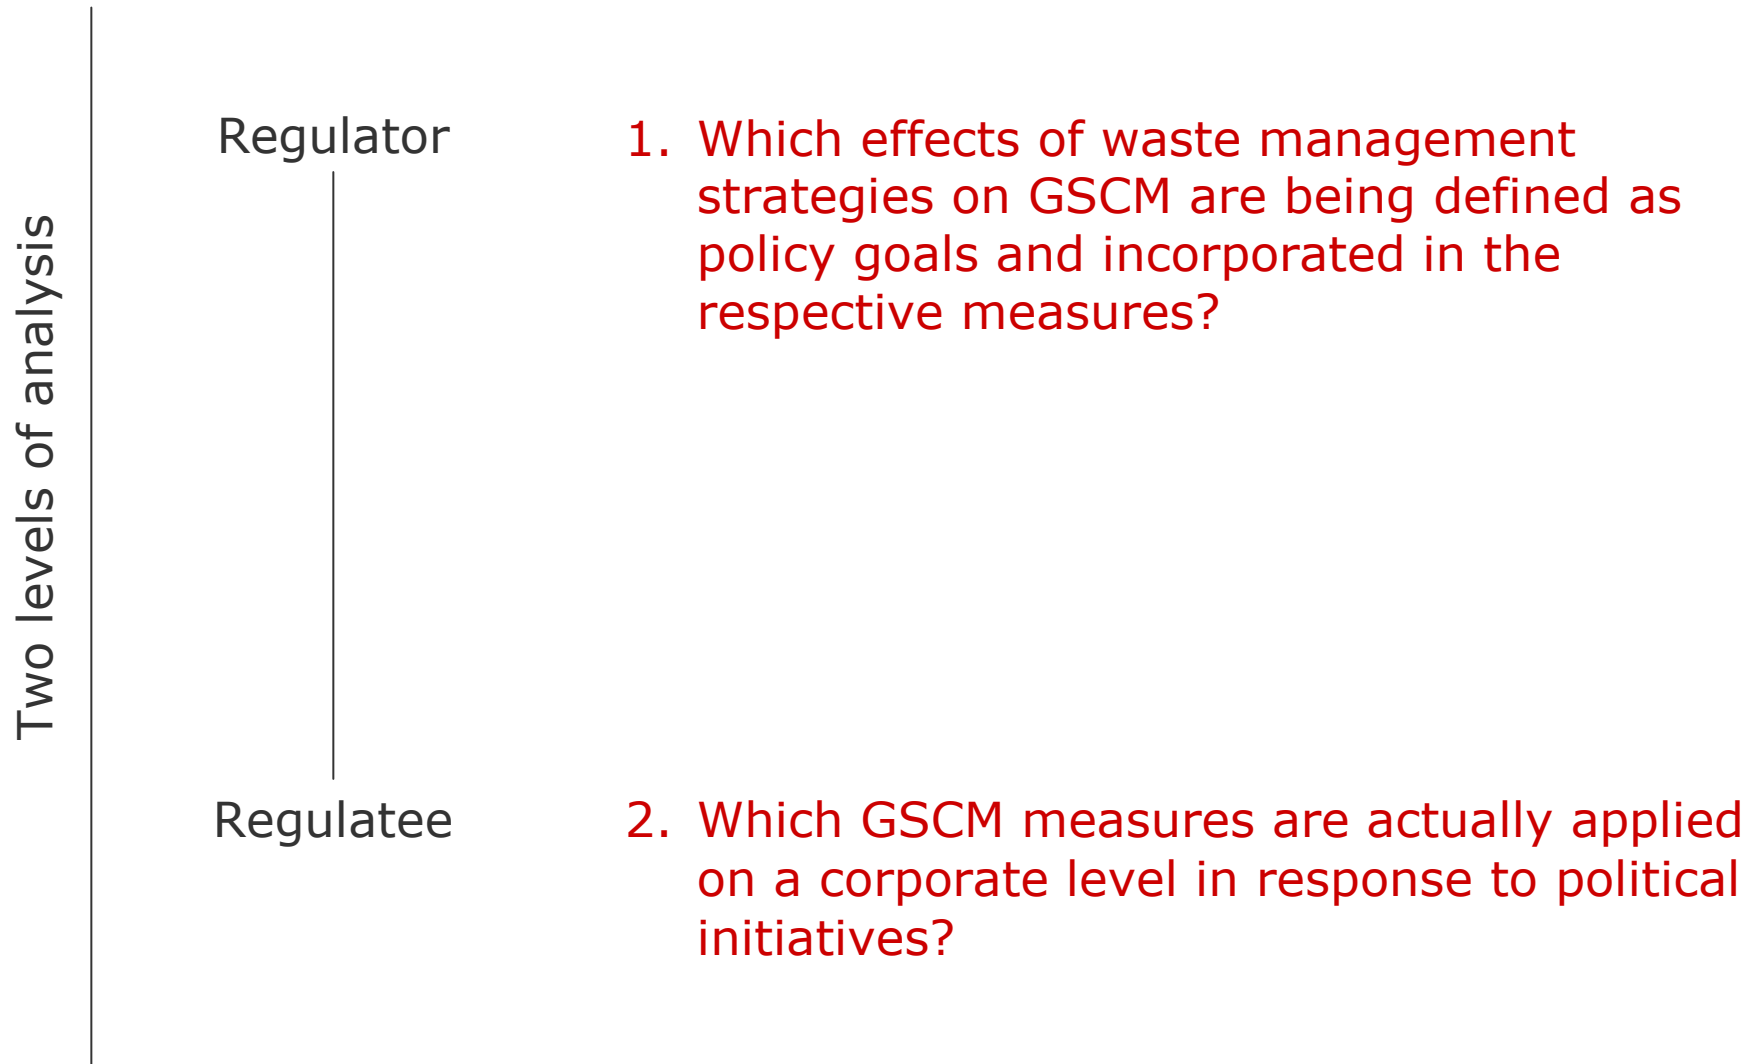 Two levels of analysis
Regulator
1. Which effects of waste management
strategies on GSCM are being defined as
policy goals and incorporated in the
respective measures?
Regulatee
2. Which GSCM measures are actually applied
on a corporate level in response to political
initiatives?